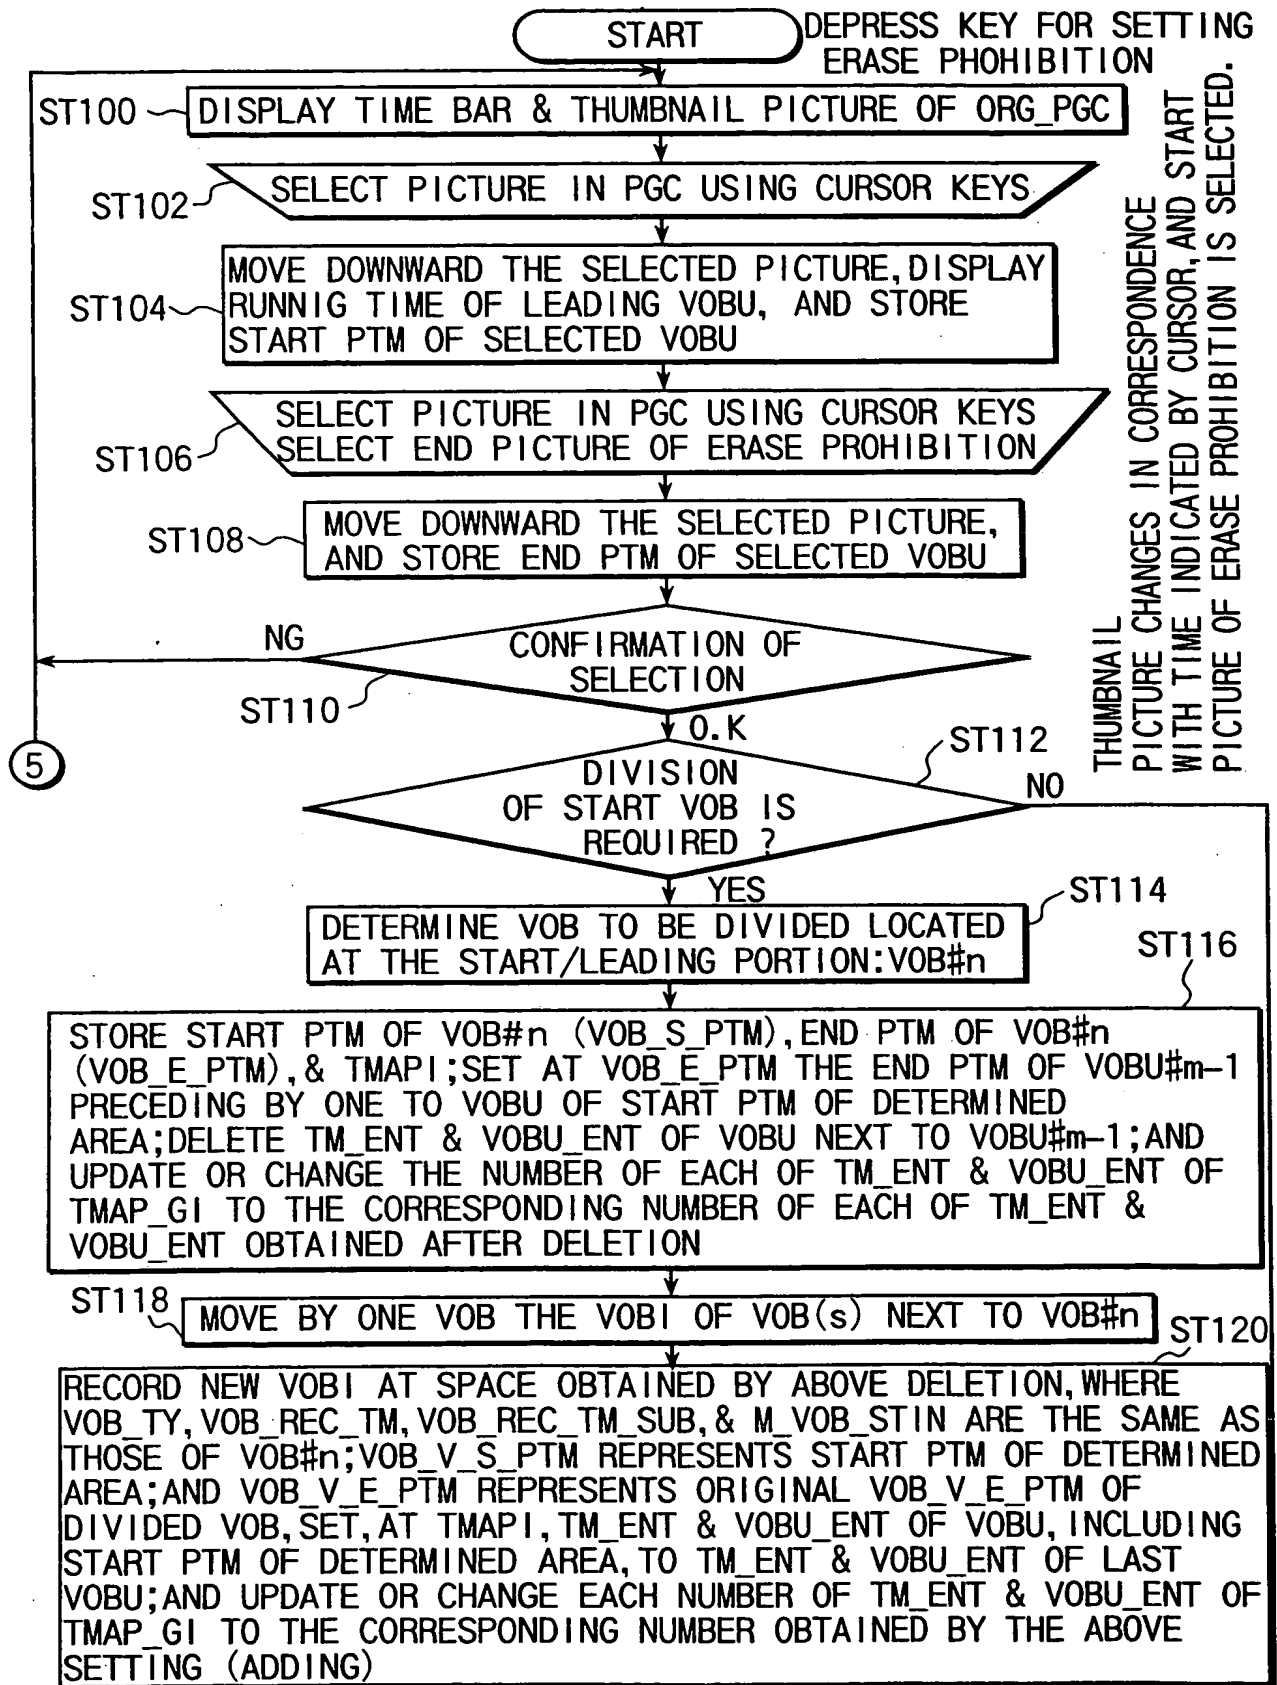 START
DEPRESS KEY FOR SETTING
ERASE PHOHIBITION
ST100
DISPLAY TIME BAR & THUMBNAIL PICTURE OF ORG_PGC
ST102
SELECT PICTURE IN PGC USING CURSOR KEYS
THUMBNAIL
PICTURE CHANGES IN CORRESPONDENCE
WITH TIME INDICATED BY CURSOR, AND START
PICTURE OF ERASE PROHIBITION IS SELECTED.
ST104
MOVE DOWNWARD THE SELECTED PICTURE, DISPLAY
RUNNIG TIME OF LEADING VOBU, AND STORE
START PTM OF SELECTED VOBU
ST106
SELECT PICTURE IN PGC USING CURSOR KEYS
SELECT END PICTURE OF ERASE PROHIBITION
ST108
MOVE DOWNWARD THE SELECTED PICTURE,
AND STORE END PTM OF SELECTED VOBU
NG
CONFIRMATION OF
SELECTION
ST110
O.K
5
ST112
DIVISION
OF START VOB IS
REQUIRED ?
NO
YES
ST114
DETERMINE VOB TO BE DIVIDED LOCATED
AT THE START/LEADING PORTION:VOB#n
ST116
STORE START PTM OF VOB#n (VOB_S_PTM), END PTM OF VOB#n
(VOB_E_PTM), & TMAPI;SET AT VOB_E_PTM THE END PTM OF VOBU#m-1
PRECEDING BY ONE TO VOBU OF START PTM OF DETERMINED
AREA;DELETE TM_ENT & VOBU_ENT OF VOBU NEXT TO VOBU#m-1;AND
UPDATE OR CHANGE THE NUMBER OF EACH OF TM_ENT & VOBU_ENT OF
TMAP_GI TO THE CORRESPONDING NUMBER OF EACH OF TM_ENT &
VOBU_ENT OBTAINED AFTER DELETION
ST118
MOVE BY ONE VOB THE VOBI OF VOB(s) NEXT TO VOB#n
ST120
RECORD NEW VOBI AT SPACE OBTAINED BY ABOVE DELETION, WHERE
VOB_TY, VOB_REC_TM, VOB_REC_TM_SUB, & M_VOB_STIN ARE THE SAME AS
THOSE OF VOB#n;VOB_V_S_PTM REPRESENTS START PTM OF DETERMINED
AREA;AND VOB_V_E_PTM REPRESENTS ORIGINAL VOB_V_E_PTM OF
DIVIDED VOB, SET, AT TMAPI, TM_ENT & VOBU_ENT OF VOBU, INCLUDING
START PTM OF DETERMINED AREA, TO TM_ENT & VOBU_ENT OF LAST
VOBU;AND UPDATE OR CHANGE EACH NUMBER OF TM_ENT & VOBU_ENT OF
TMAP_GI TO THE CORRESPONDING NUMBER OBTAINED BY THE ABOVE
SETTING (ADDING)